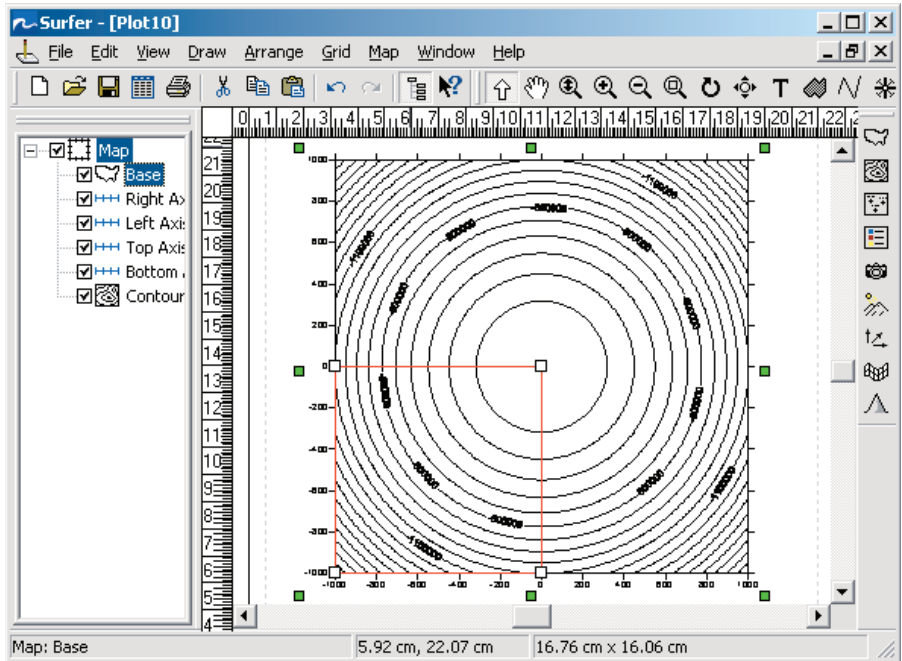 Surfer - [Plot10]
File Edit View Draw Arrange Grid Map Window Help
0 1 2 3 4 5 6 7 8 9 10 11 12 13 14 15 16 17 18 19 20 21 22
Map
Base
Right Ax
Left Axi
Top Axi
Bottom
Contour
21
20
19
18
17
16
15
14
13
12
11
10
9
8
7
6
5
4
1000
800
600
400
200
0
-200
-400
-600
-800
-1000
-1000 -800 -600 -400 -200 0 200 400 600 800 1000
Map: Base 5.92 cm, 22.07 cm 16.76 cm x 16.06 cm